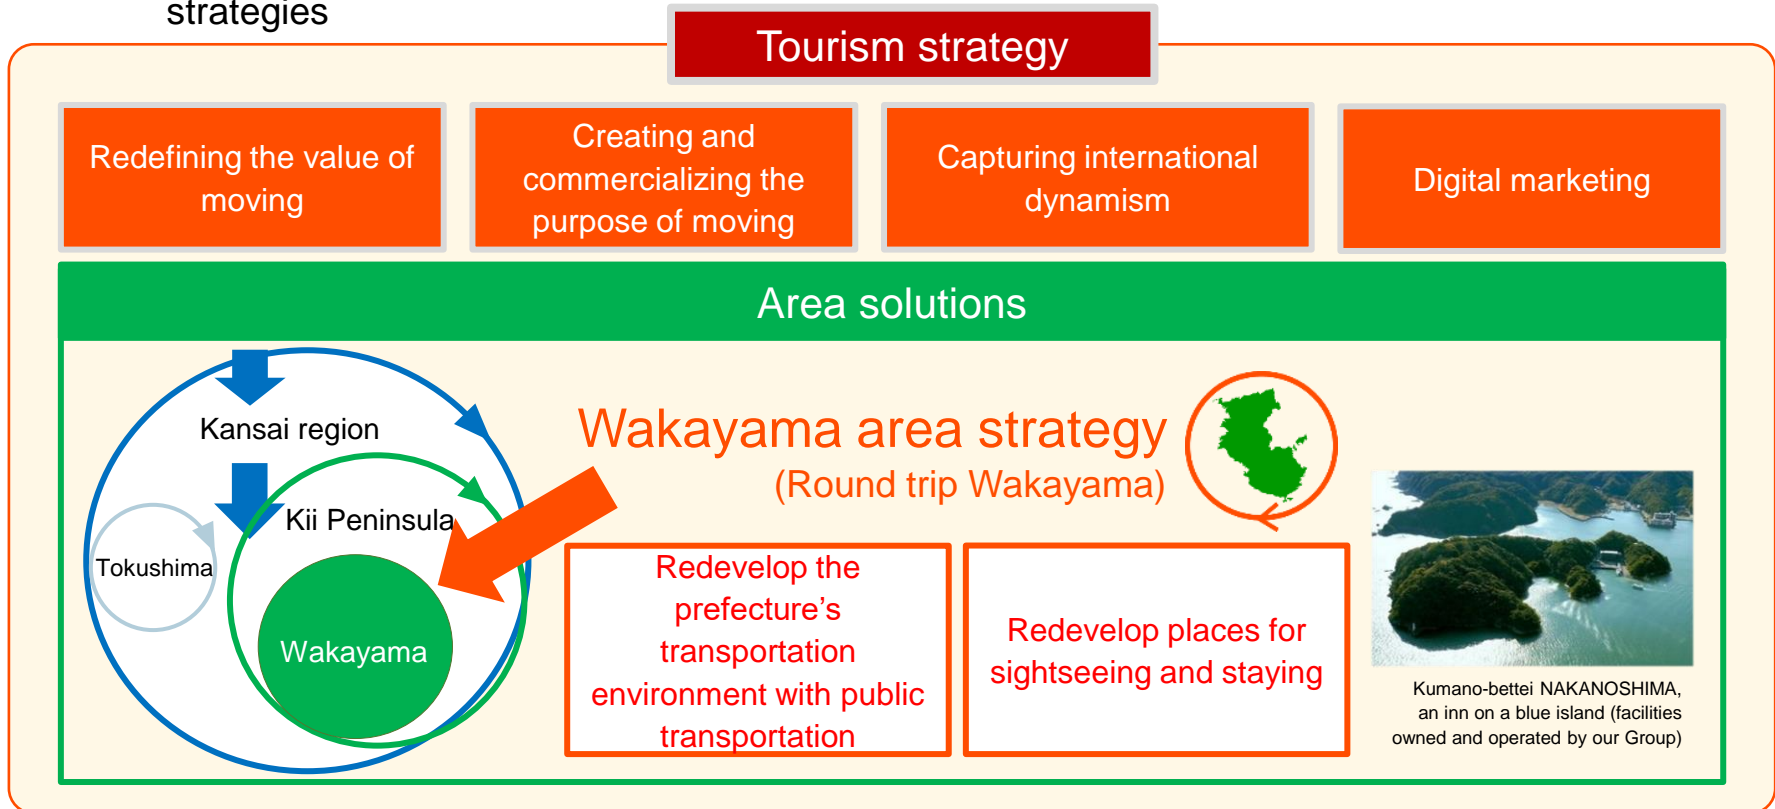 strategies
Tourism strategy
Redefining the value of
moving
Creating and
commercializing the
purpose of moving
Capturing international
dynamism
Digital marketing
Area solutions
Kansai region
Kii Peninsula
Tokushima
Wakayama
Wakayama area strategy
(Round trip Wakayama)
Redevelop the
prefecture’s
transportation
environment with public
transportation
Redevelop places for
sightseeing and staying
Kumano-bettei NAKANOSHIMA,
an inn on a blue island (facilities
owned and operated by our Group)